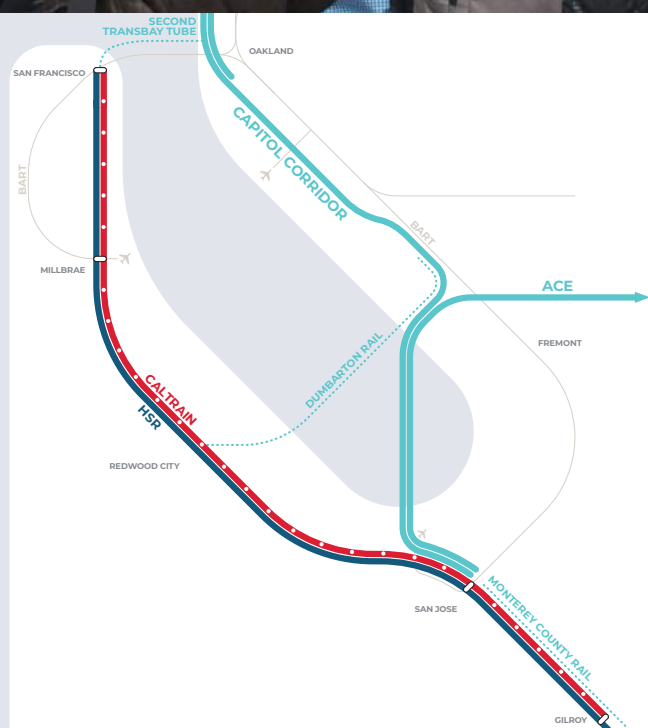 SECOND
TRANSBAY TUBE
OAKLAND
SAN FRANCISCO
CAPITOL CORRIDOR
BART
BART
MILLBRAE
ACE
FREMONT
DUMBARTON RAIL
CALTRAIN
HSR
REDWOOD CITY
SAN JOSE
MONTEREY COUNTY RAIL
GILROY